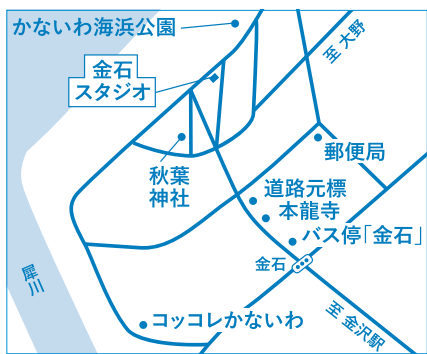 かないわ海浜公園
至 大野
金石
スタジオ
郵便局
秋葉
神社
道路元標
本龍寺
バス停「金石」
金石
犀川
至 金沢駅
コッコレかないわ